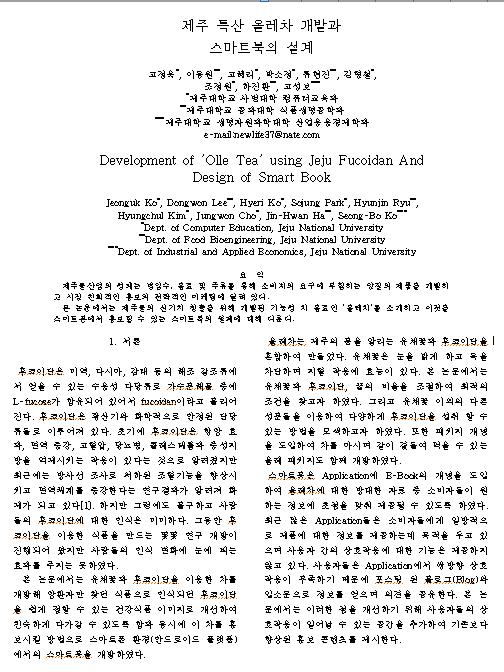 제주 특산 올레차 개발과
스마트북의 설계
고정욱*, 이동원**, 고혜리*, 박소정*, 류현진**, 김형철*,
조정원*, 하진환**, 고성보***
*제주대학교 사범대학 컴퓨터교육과
**제주대학교 공과대학 식품생명공학과
***제주대학교 생명자원과학대학 산업응용경제학과
e-mail:newlife37@nate.com
Development of 'Olle Tea' using Jeju Fucoidan And
Design of Smart Book
Jeonguk Ko*, Dongwon Lee**, Hyeri Ko*, Sojung Park*, Hyunjin Ryu**,
Hyungchul Kim*, Jungwon Cho*, Jin-Hwan Ha**, Seong-Bo Ko***
*Dept. of Computer Education, Jeju National University
**Dept. of Food Bioengineering, Jeju National University
***Dept. of Industrial and Applied Economics, Jeju National University
요 약
제주물산업의 성패는 병입수, 음료 및 주류를 통해 소비자의 요구에 부합하는 양질의 제품을 개발하
고 시장 친화적인 홍보와 전략적인 마케팅에 달려 있다.
본 논문에서는 제주물의 신기치 창출을 위해 개발된 기능성 차 음료인 '올레차'를 소개하고 이것을
스마트폰에서 홍보할 수 있는 스마트북의 설계에 대해 다룬다.
1. 서론
후코이단은 미역, 다시마, 감태 등의 해조 갈조류에
서 얻을 수 있는 수용성 다당류로 가수분해물 중에
L-fucose가 함유되어 있어서 fucoidan이라고 불리어
진다. 후코이단은 광산기와 화학적으로 안정된 단당
류들로 이루어져 있다. 초기에 후코이단은 항암 효
과, 면역 증강, 고혈압, 당뇨병, 콜레스테롤과 중성지
방을 억제시키는 작용이 있다는 것으로 알려졌지만
최근에는 방사선 조사로 저하된 조혈기능을 향상시
키고 면역체계를 증강한다는 연구결과가 알려져 화
제가 되고 있다[1]. 하지만 그럼에도 불구하고 사람
들의 후코이단에 대한 인식은 미미하다. 그동안 후코
이단을 이용한 식품을 만드는 몇몇 연구 개발이
진행되어 왔지만 사람들의 인식 변화에 눈에 띄는
효과를 주지는 못하였다.
본 논문에서는 유채꽃과 후코이단을 이용한 차를
개발해 암환자만 찾던 식품으로 인식되던 후코이단
을 쉽게 접할 수 있는 건강식품 이미지로 개선하여
친숙하게 다가갈 수 있도록 함과 동시에 이 차를 홍
보시킬 방법으로 스마트폰 환경(안드로이드 플랫폼)
에서의 스마트북을 개발하였다.
올레차는 제주의 봄을 알리는 유채꽃과 후코이단을
혼합하여 만들었다. 유채꽃은 눈을 밝게 하고 독을
차단하며 지혈 작용에 효능이 있다. 본 논문에서는
유채꽃과 후코이단, 꿀의 비율을 조절하여 최적의
조건을 찾고자 하였다. 그리고 유채꽃 이외의 다른
성분들을 이용하여 다양하게 후코이단을 섭취 할 수
있는 방법을 모색하고자 하였다. 또한 패키지 개념
을 도입하여 차를 마시며 같이 곁들여 먹을 수 있는
올레 패키지도 함께 개발하였다.
스마트북은 Application에 E-Book의 개념을 도입
하여 올레차에 대한 방대한 자료 중 소비자들이 원
하는 정보에 초점을 맞춰 제공될 수 있도록 하였다.
최근 많은 Application들은 소비자들에게 일방적으
로 제품에 대한 정보를 제공하는데 목적을 두고 있
으며 사용자 간의 상호작용에 대한 기능은 제공하지
않고 있다. 사용자들은 Application에서 쌍방향 상호
작용이 부족하기 때문에 포스팅 된 블로그(Blog)와
입소문으로 정보를 얻으며 의견을 공유한다. 본 논
문에서는 이러한 점을 개선하기 위해 사용자들의 상
호작용이 일어날 수 있는 공간을 추가하여 기존보다
향상된 홍보 콘텐츠를 제시한다.